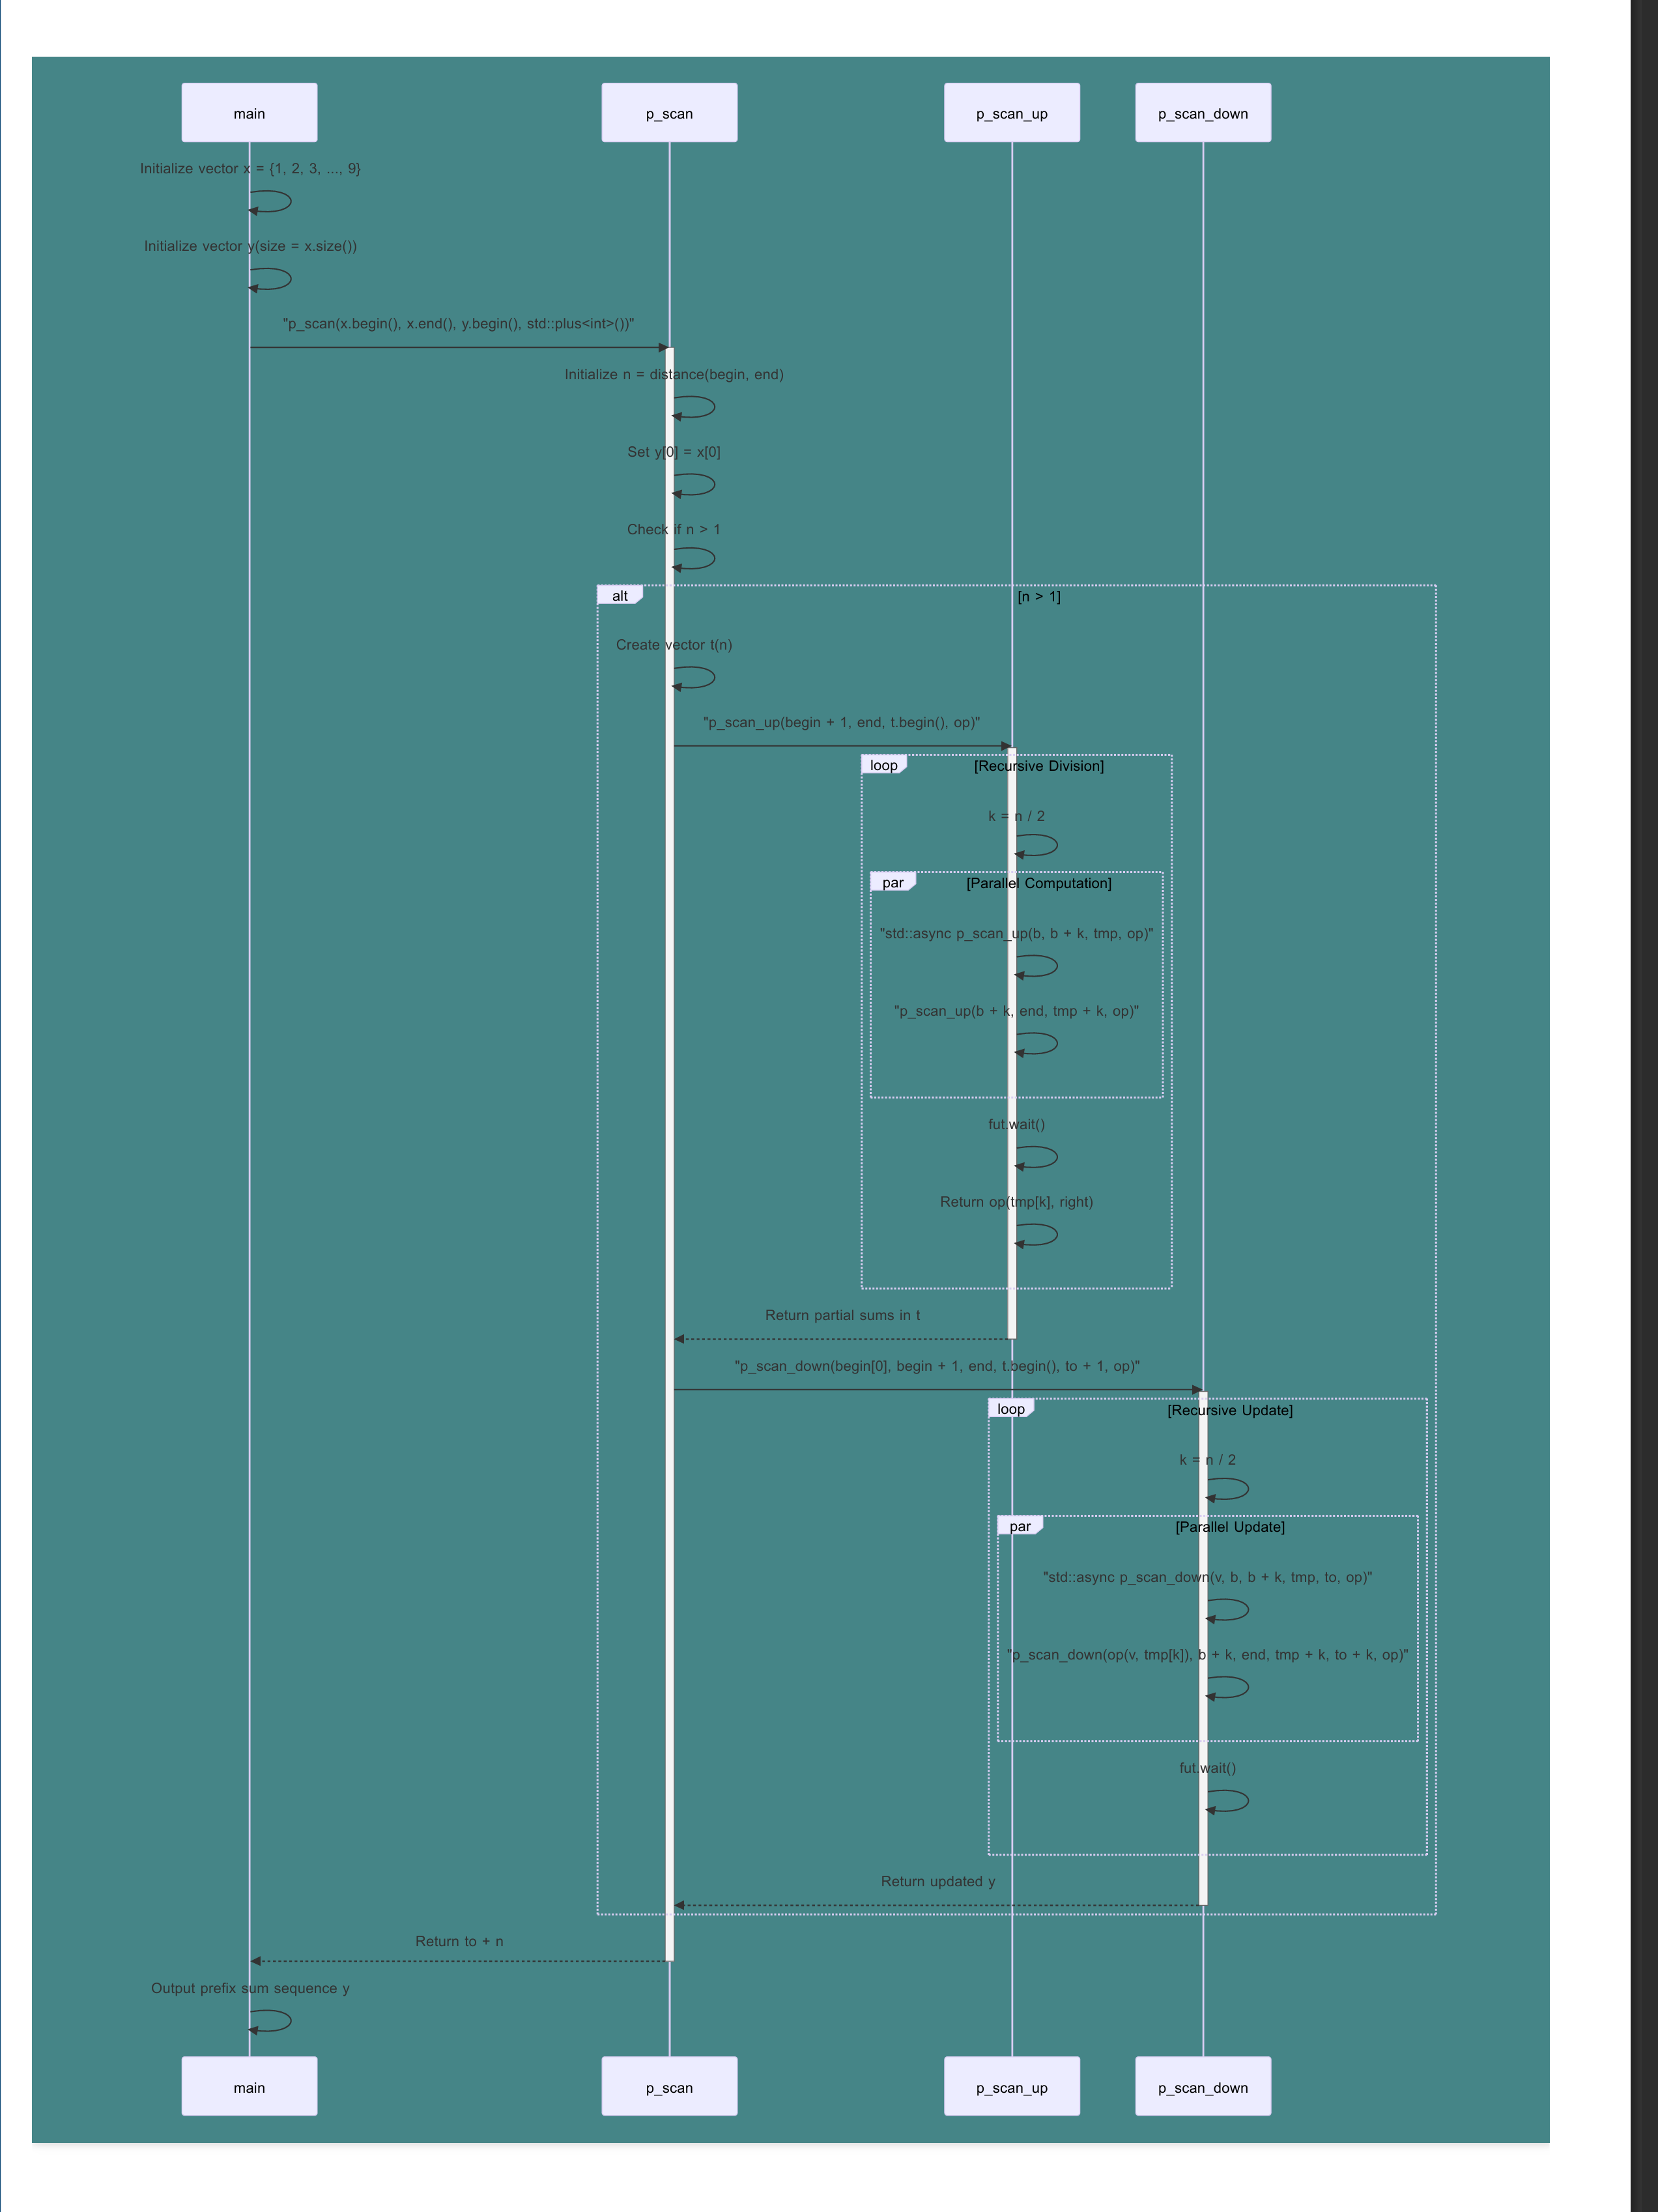 main
p_scan
p_scan_up
p_scan_down
Initialize vector x = {1, 2, 3, ..., 9}
Initialize vector y(size = x.size())
"p_scan(x.begin(), x.end(), y.begin(), std::plus<int>())"
Initialize n = distance(begin, end)
Set y[0] = x[0]
Check if n > 1
alt
[n > 1]
Create vector t(n)
"p_scan_up(begin + 1, end, t.begin(), op)"
loop
[Recursive Division]
k = n / 2
par
[Parallel Computation]
"std::async p_scan_up(b, b + k, tmp, op)"
"p_scan_up(b + k, end, tmp + k, op)"
fut.wait()
Return op(tmp[k], right)
Return partial sums in t
"p_scan_down(begin[0], begin + 1, end, t.begin(), to + 1, op)"
loop
[Recursive Update]
k = n / 2
par
[Parallel Update]
"std::async p_scan_down(v, b, b + k, tmp, to, op)"
"p_scan_down(op(v, tmp[k]), b + k, end, tmp + k, to + k, op)"
fut.wait()
Return updated y
Return to + n
Output prefix sum sequence y
main
p_scan
p_scan_up
p_scan_down